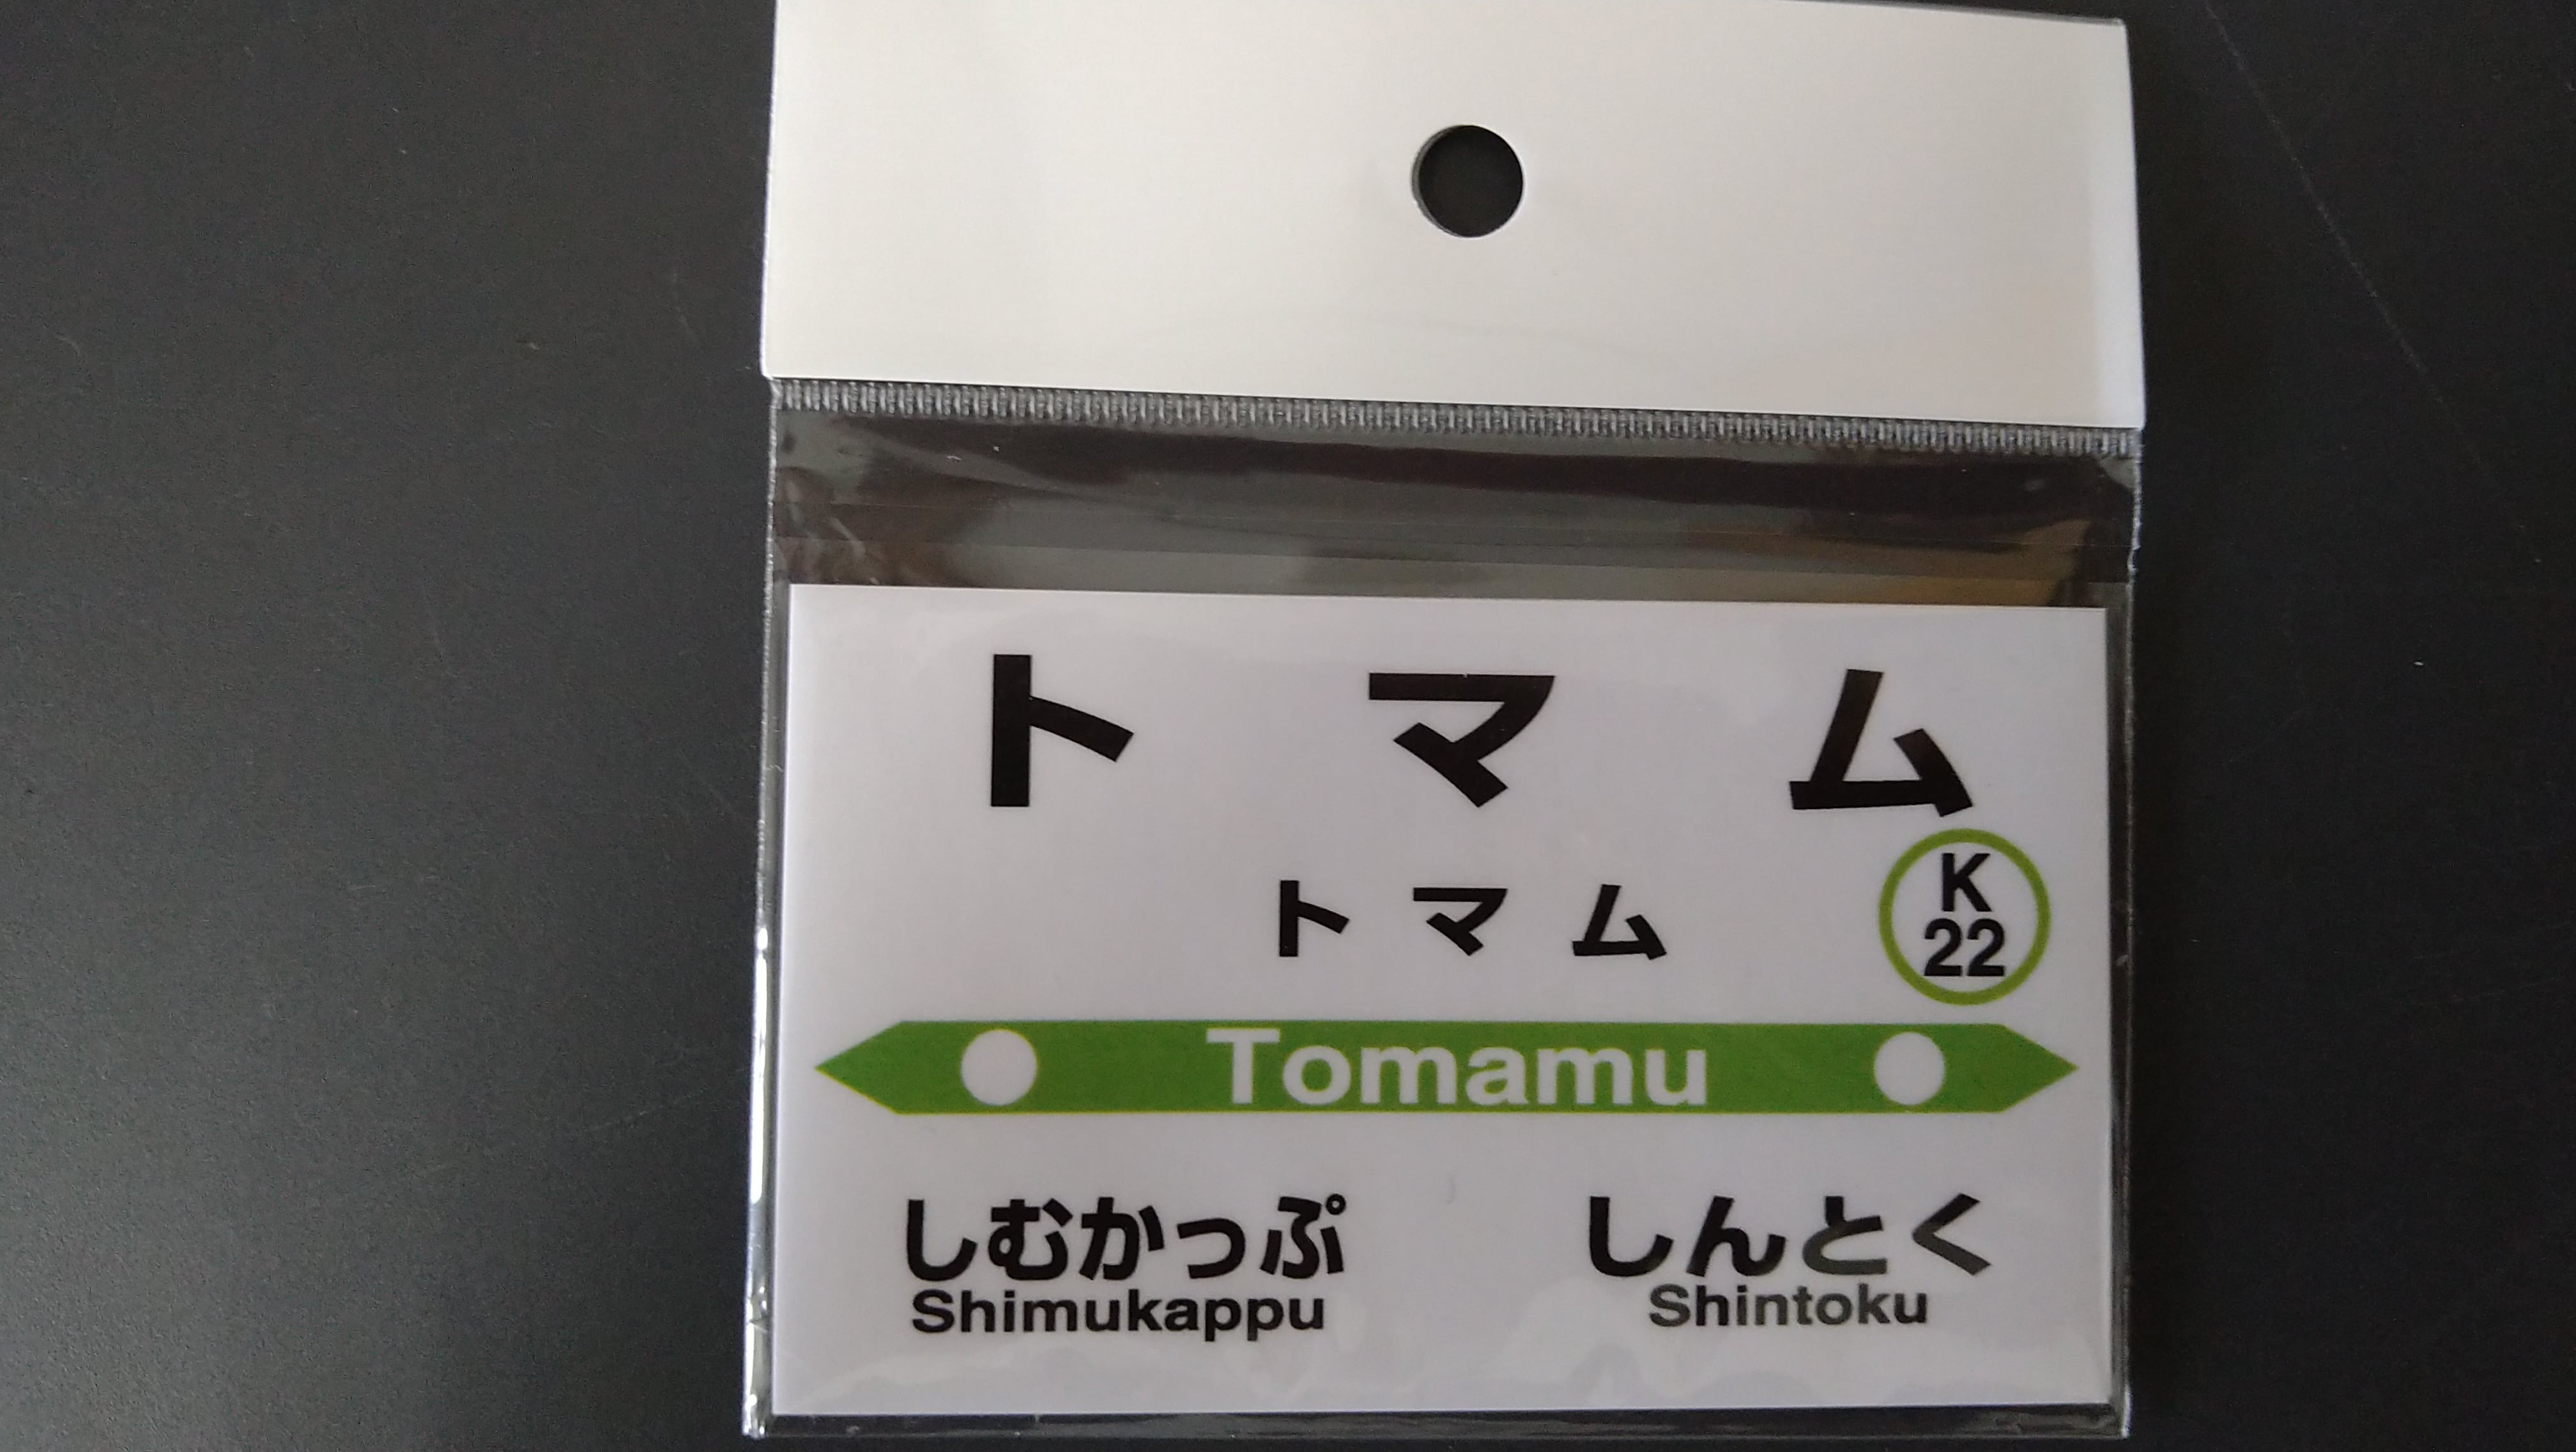 トマム
トマム
K
22
Tomamu
しむかっぷ
Shimukappu
しんとく
Shintoku